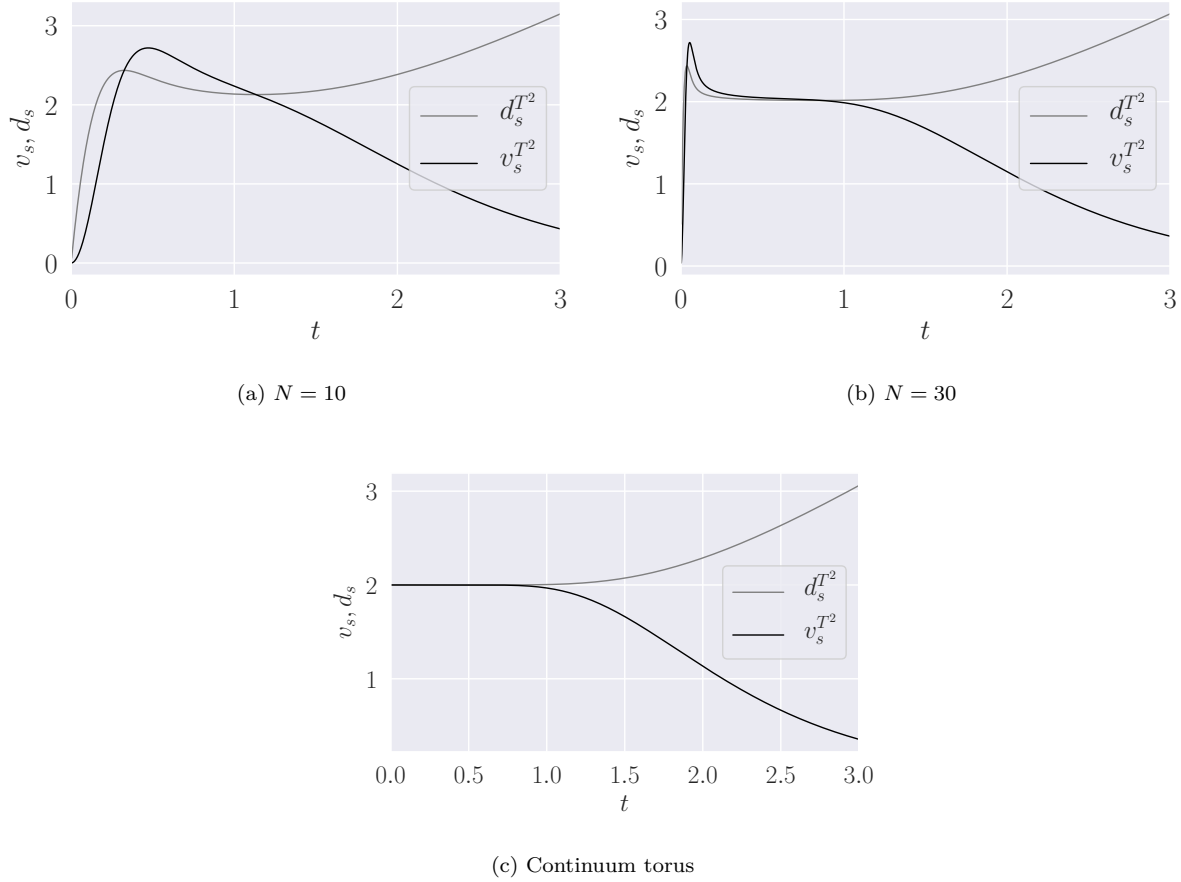 3
2
1
0
v_s, d_s
d_s^{T^2}
v_s^{T^2}
0 1 2 3
t
(a) N = 10
3
2
1
0
v_s, d_s
d_s^{T^2}
v_s^{T^2}
0 1 2 3
t
(b) N = 30
3
2
1
v_s, d_s
d_s^{T^2}
v_s^{T^2}
0.0 0.5 1.0 1.5 2.0 2.5 3.0
t
(c) Continuum torus